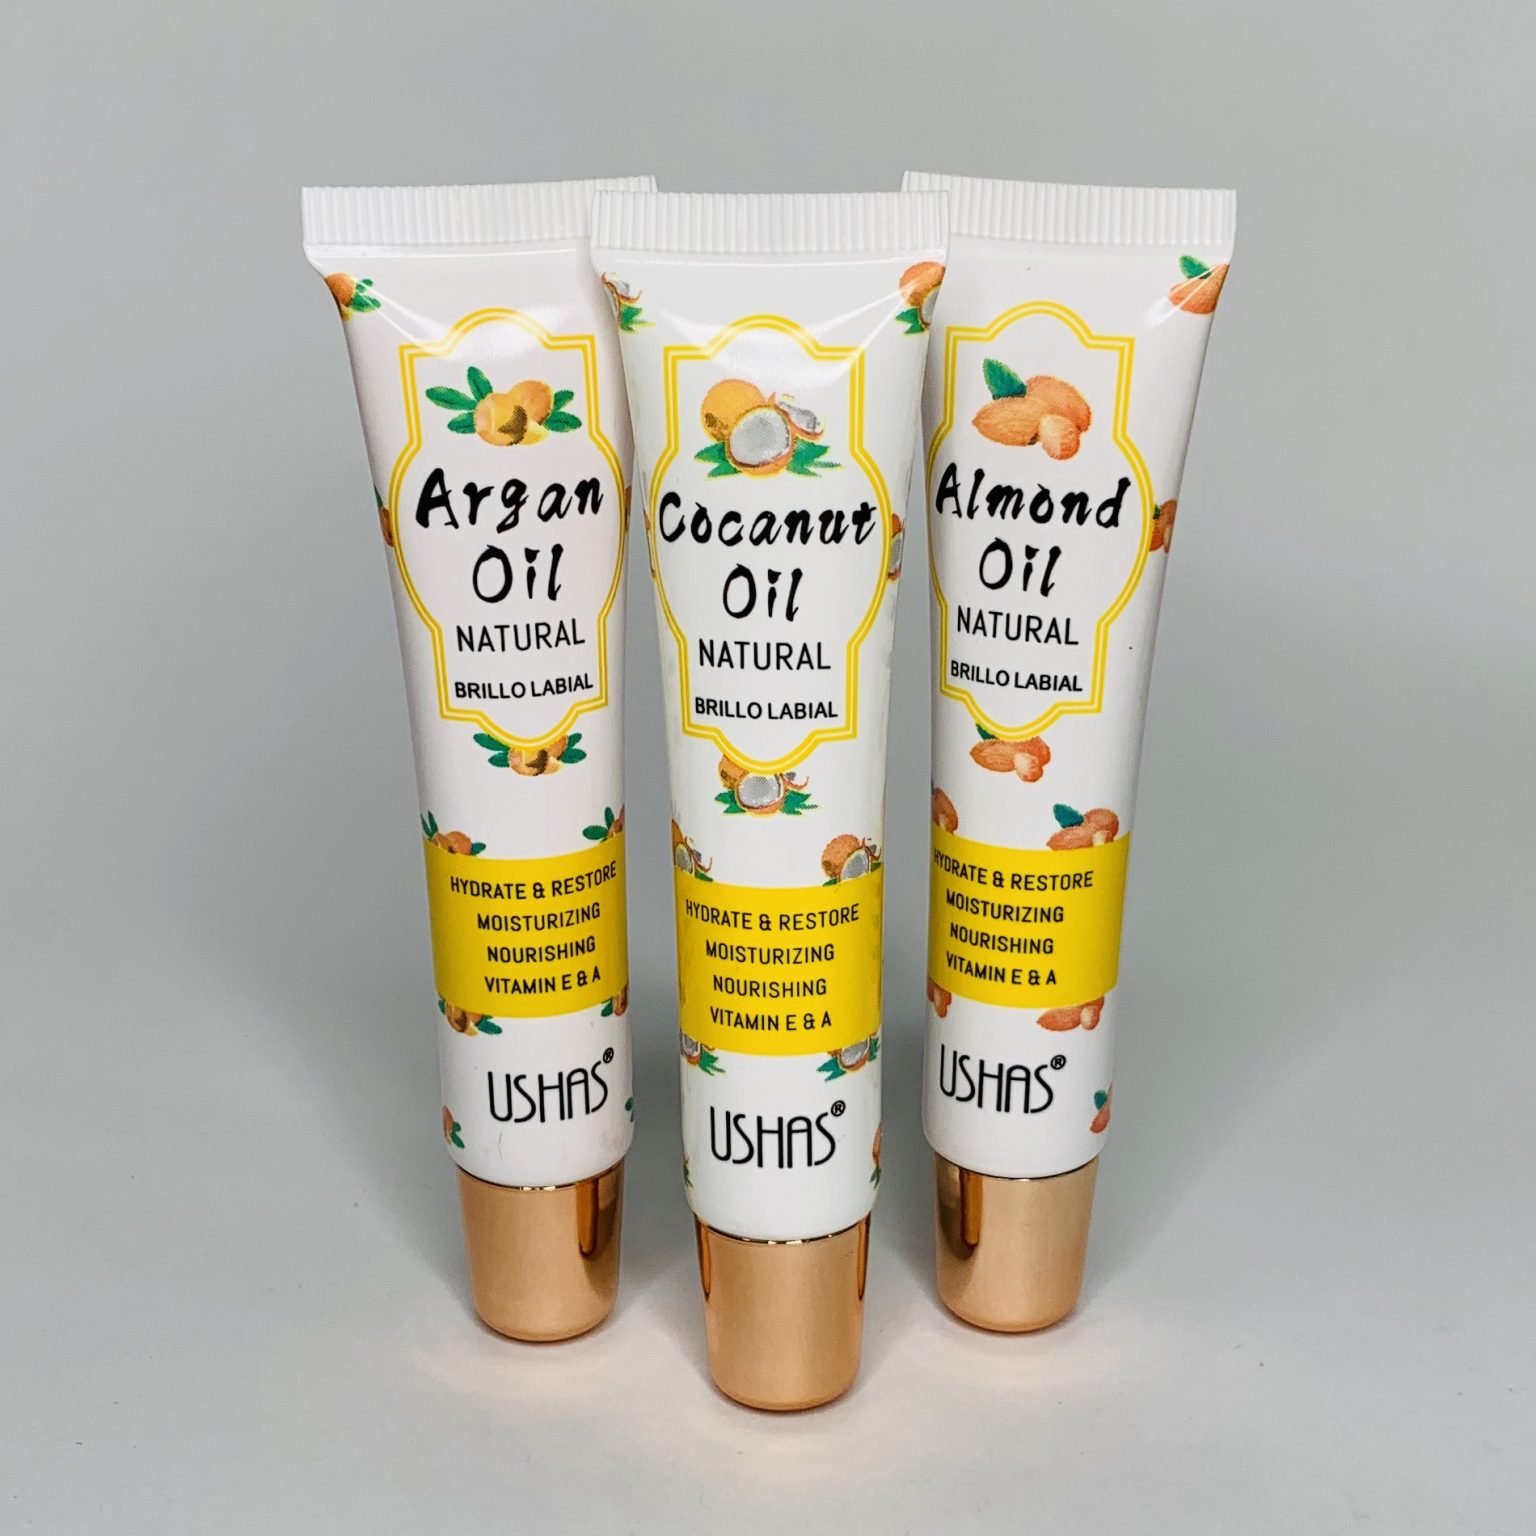 Argan
Oil
NATURAL
BRILLO LABIAL
HYDRATE & RESTORE
MOISTURIZING
NOURISHING
VITAMIN E & A
USHAS®
Cocanut
Oil
NATURAL
BRILLO LABIAL
HYDRATE & RESTORE
MOISTURIZING
NOURISHING
VITAMIN E & A
USHAS®
Almond
Oil
NATURAL
BRILLO LABIAL
HYDRATE & RESTORE
MOISTURIZING
NOURISHING
VITAMIN E & A
USHAS®